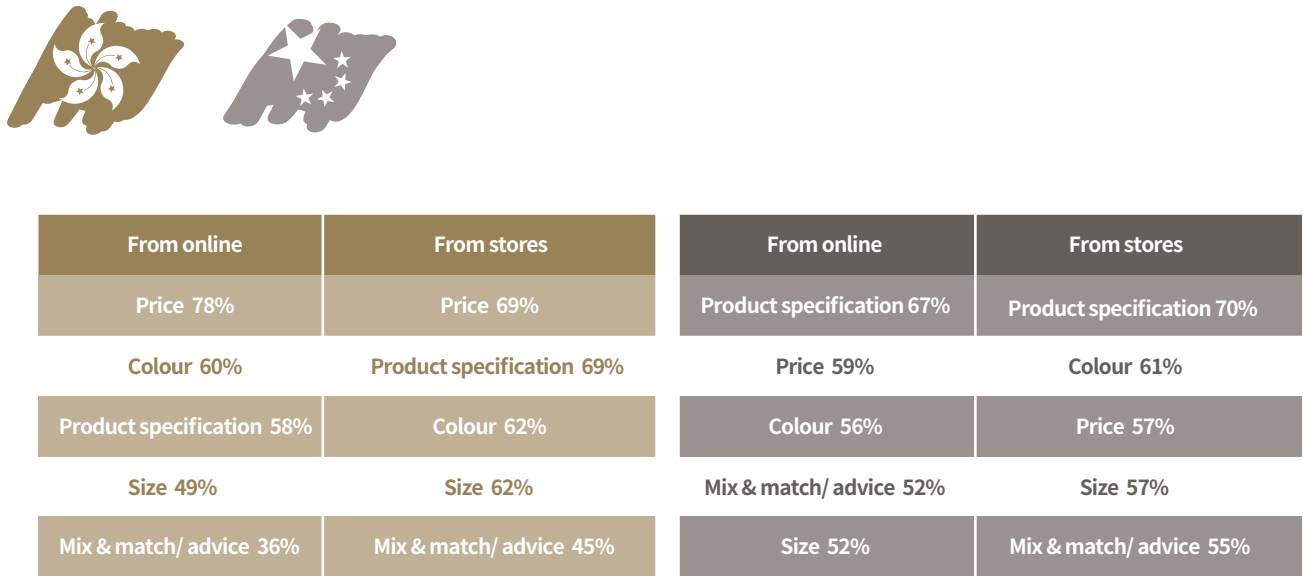 From online From stores From online From stores
Price 78% Price 69% Product specification 67% Product specification 70%
Colour 60% Product specification 69% Price 59% Colour 61%
Product specification 58% Colour 62% Colour 56% Price 57%
Size 49% Size 62% Mix & match/ advice 52% Size 57%
Mix & match/ advice 36% Mix & match/ advice 45% Size 52% Mix & match/ advice 55%